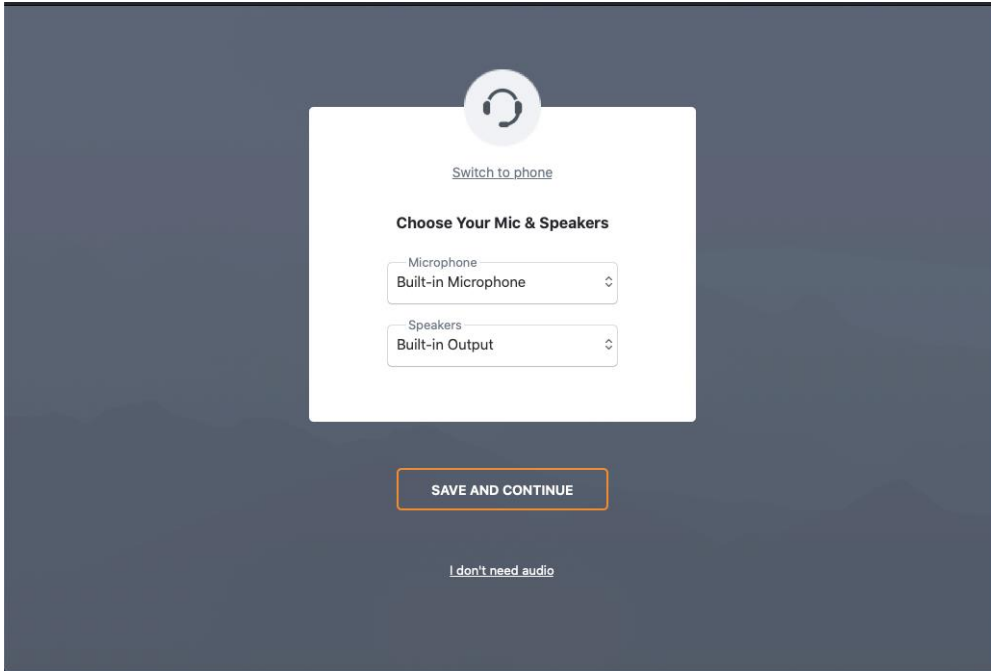 Switch to phone
Choose Your Mic & Speakers
Microphone
Built-in Microphone
Speakers
Built-in Output
SAVE AND CONTINUE
I don't need audio